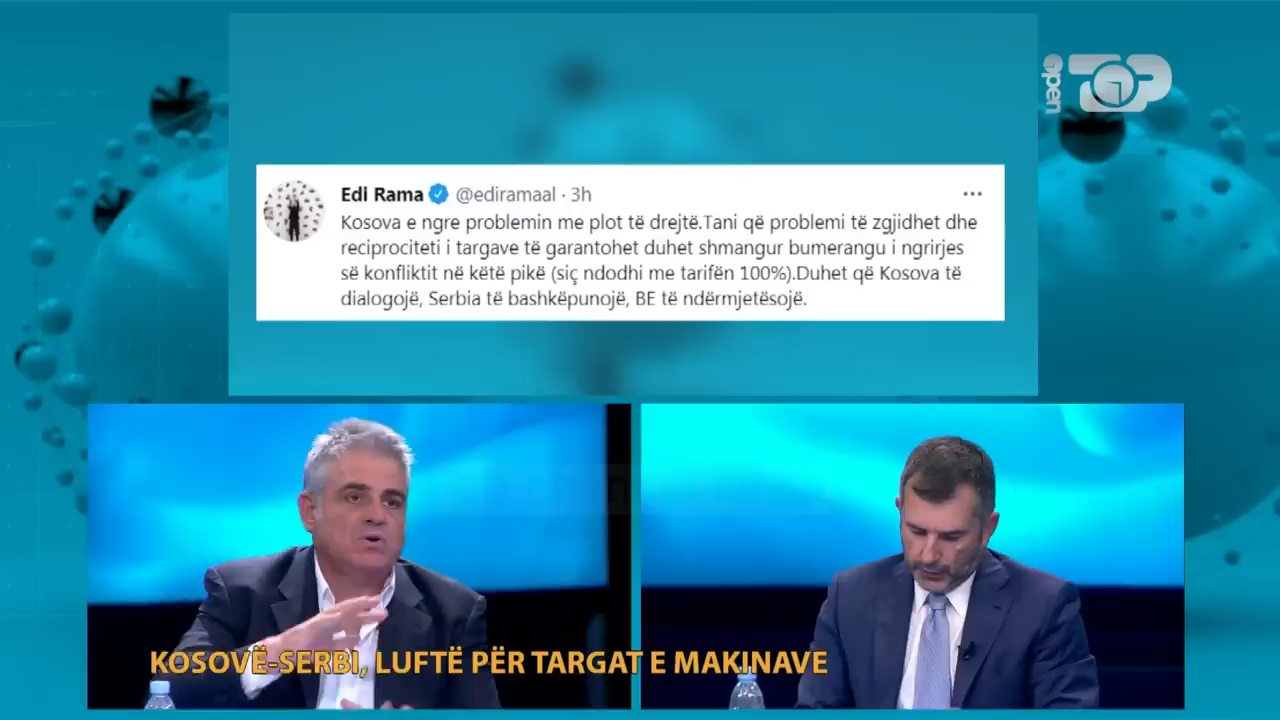 open
TOP
Edi Rama @ediramaal · 3h
Kosova e ngre problemin me plot të drejtë.Tani që problemi të zgjidhet dhe
reciprociteti i targave të garantohet duhet shmangur bumerangu i ngrirjes
së konfliktit në këtë pikë (siç ndodhi me tarifën 100%).Duhet që Kosova të
dialogojë, Serbia të bashkëpunojë, BE të ndërmjetësojë.
KOSOVË-SERBI, LUFTË PËR TARGAT E MAKINAVE